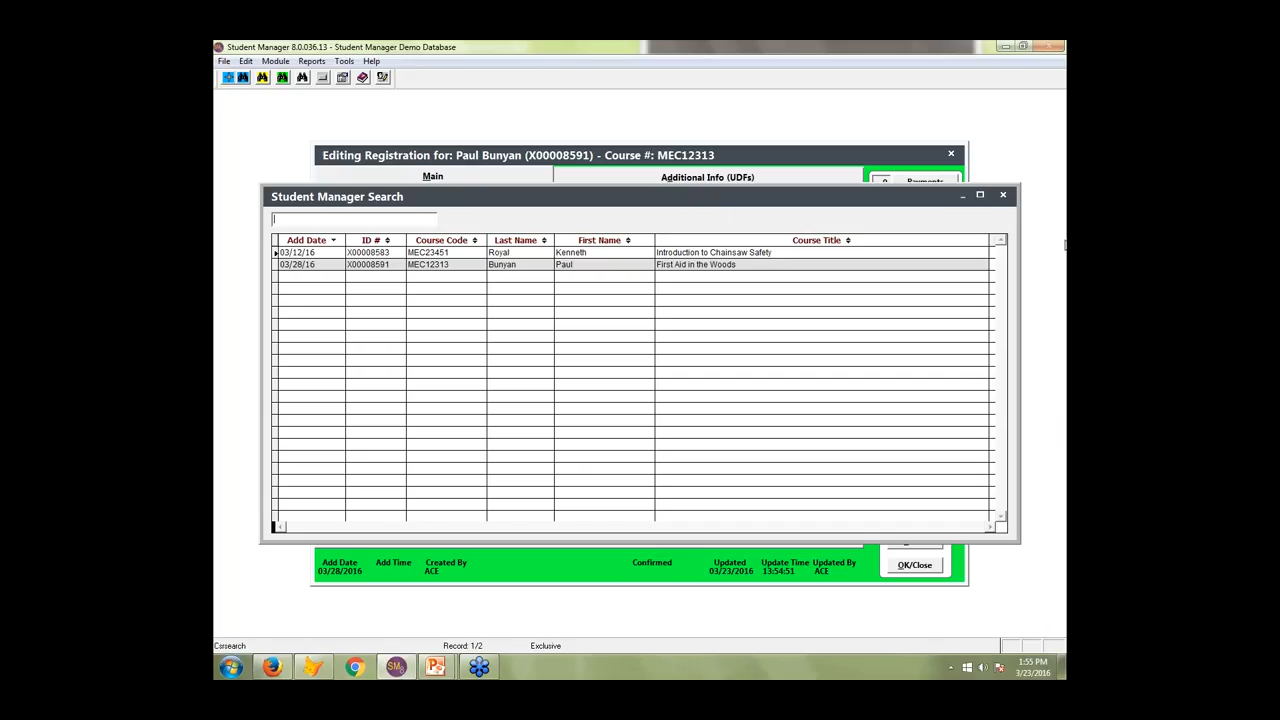 Student Manager 8.0.036.13 - Student Manager Demo Database
File Edit Module Reports Tools Help
Editing Registration for: Paul Bunyan (X00008591) - Course #: MEC12313
Main Additional Info (UDFs) Payments
Student Manager Search
Add Date ID # Course Code Last Name First Name Course Title
03/12/16 X00008583 MEC23451 Royal Kenneth Introduction to Chainsaw Safety
03/28/16 X00008591 MEC12313 Bunyan Paul First Aid in the Woods
Add Date Add Time Created By Confirmed Updated Update Time Updated By
03/28/2016 ACE 03/23/2016 13:54:51 ACE
OK/Close
Csrsearch Record: 1/2 Exclusive
1:55 PM
3/23/2016